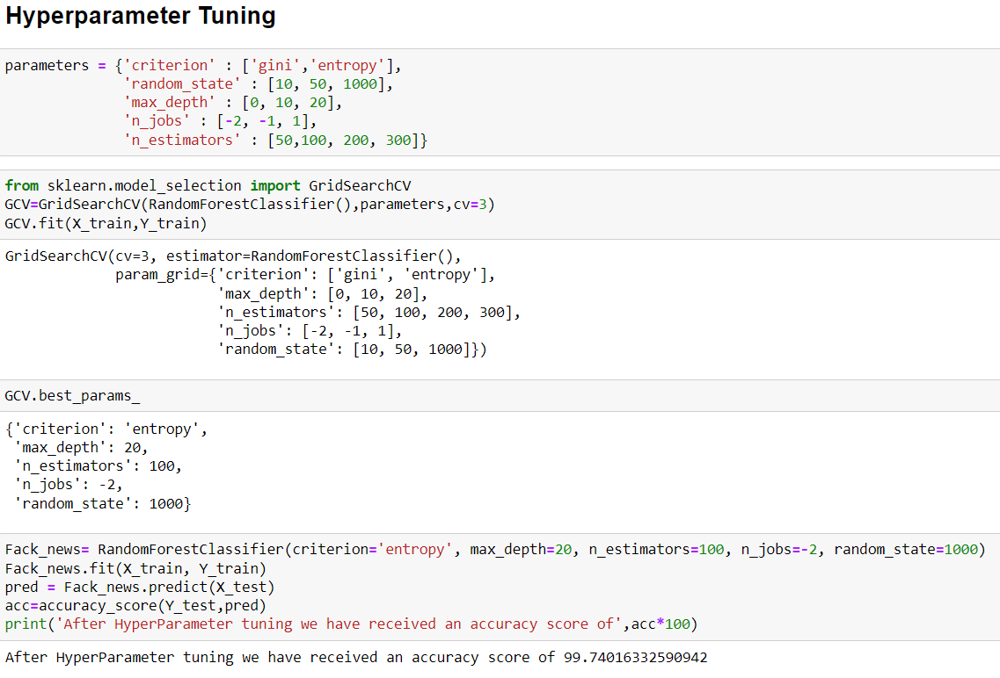 Hyperparameter Tuning
parameters = {'criterion' : ['gini','entropy'],
              'random_state' : [10, 50, 1000],
              'max_depth' : [0, 10, 20],
              'n_jobs' : [-2, -1, 1],
              'n_estimators' : [50,100, 200, 300]}
from sklearn.model_selection import GridSearchCV
GCV=GridSearchCV(RandomForestClassifier(),parameters,cv=3)
GCV.fit(X_train,Y_train)
GridSearchCV(cv=3, estimator=RandomForestClassifier(),
             param_grid={'criterion': ['gini', 'entropy'],
                         'max_depth': [0, 10, 20],
                         'n_estimators': [50, 100, 200, 300],
                         'n_jobs': [-2, -1, 1],
                         'random_state': [10, 50, 1000]})
GCV.best_params_
{'criterion': 'entropy',
 'max_depth': 20,
 'n_estimators': 100,
 'n_jobs': -2,
 'random_state': 1000}
Fack_news= RandomForestClassifier(criterion='entropy', max_depth=20, n_estimators=100, n_jobs=-2, random_state=1000)
Fack_news.fit(X_train, Y_train)
pred = Fack_news.predict(X_test)
acc=accuracy_score(Y_test,pred)
print('After HyperParameter tuning we have received an accuracy score of',acc*100)
After HyperParameter tuning we have received an accuracy score of 99.74016332590942